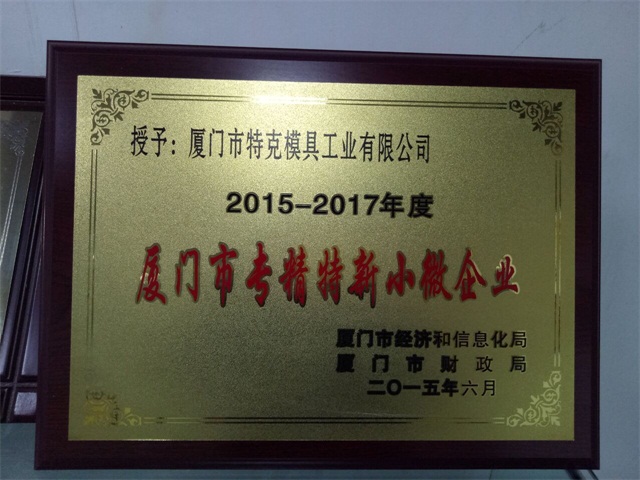 授予：厦门市特克模具工业有限公司
2015-2017年度
厦门市专精特新小微企业
厦门市经济和信息化局
厦门市财政局
二〇一五年六月